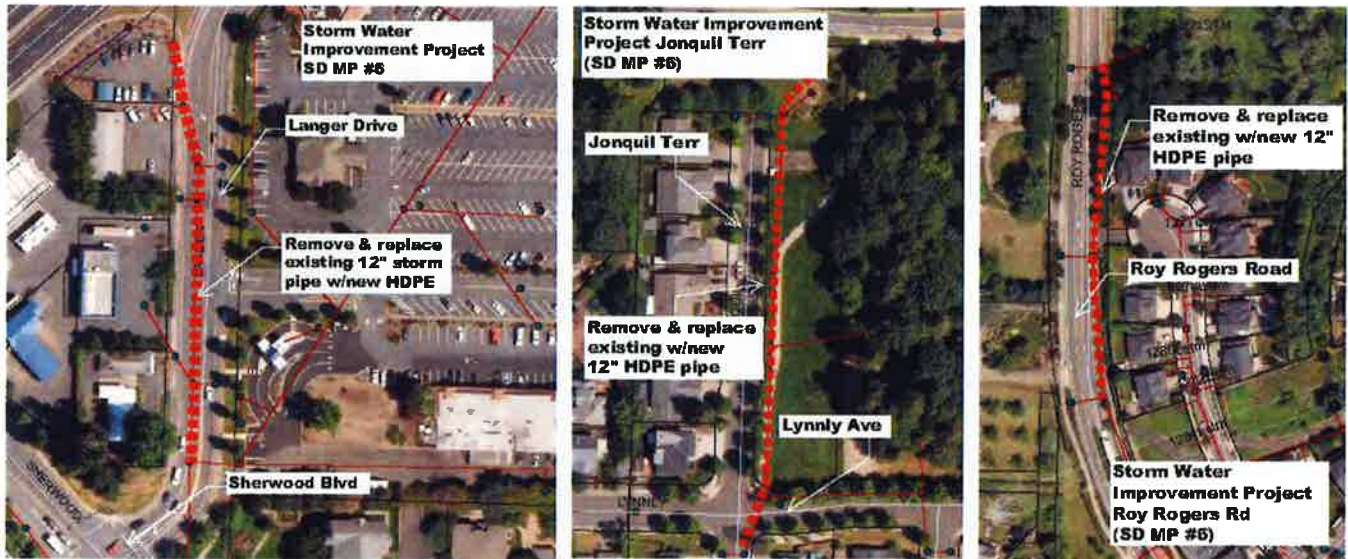 Storm Water
Improvement Project
SD MP #6
Langer Drive
Remove & replace
existing 12" storm
pipe w/new HDPE
Sherwood Blvd
SHERWOOD
Storm Water Improvement
Project Jonquil Terr
(SD MP #6)
Jonquil Terr
Remove & replace
existing w/new
12" HDPE pipe
Lynnly Ave
LYNNLY
Remove & replace
existing w/new 12"
HDPE pipe
ROY ROGERS
Roy Rogers Road
Storm Water
Improvement Project
Roy Rogers Rd
(SD MP #6)